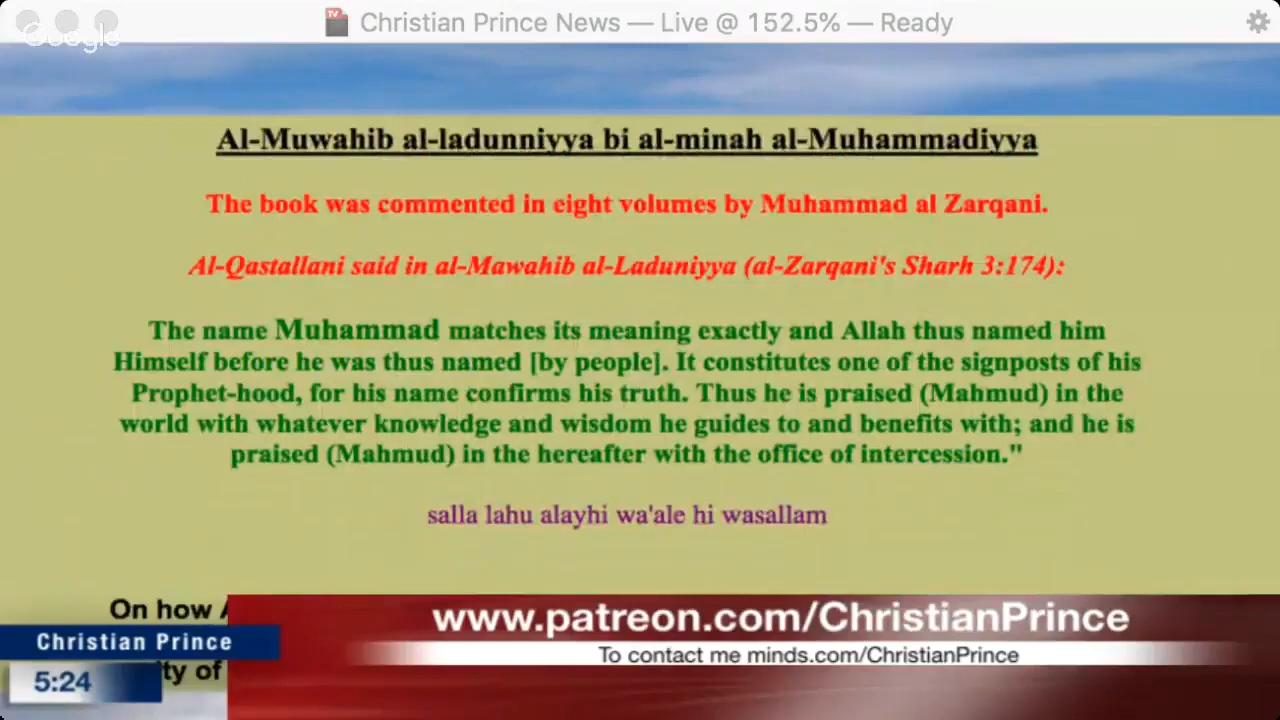 Christian Prince News — Live @ 152.5% — Ready
Google
Al-Muwahib al-ladunniyya bi al-minah al-Muhammadiyya
The book was commented in eight volumes by Muhammad al Zarqani.
Al-Qastallani said in al-Mawahib al-Laduniyya (al-Zarqani's Sharh 3:174):
The name Muhammad matches its meaning exactly and Allah thus named him
Himself before he was thus named [by people]. It constitutes one of the signposts of his
Prophet-hood, for his name confirms his truth. Thus he is praised (Mahmud) in the
world with whatever knowledge and wisdom he guides to and benefits with; and he is
praised (Mahmud) in the hereafter with the office of intercession."
salla lahu alayhi wa'ale hi wasallam
On how
www.patreon.com/ChristianPrince
Christian Prince
To contact me minds.com/ChristianPrince
ity of
5:24